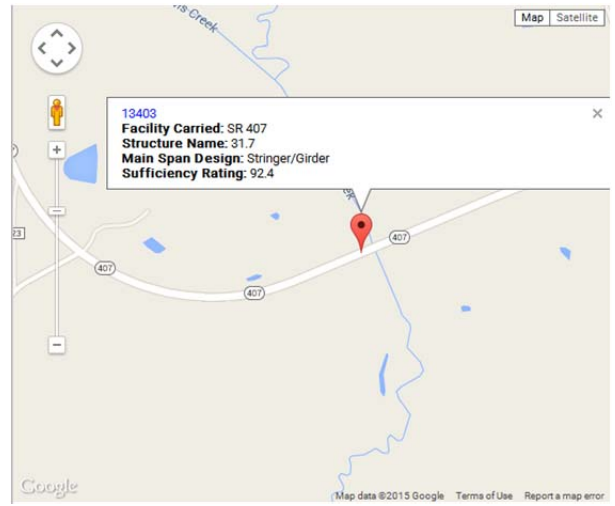 Creek
Map Satellite
13403
Facility Carried: SR 407
Structure Name: 31.7
Main Span Design: Stringer/Girder
Sufficiency Rating: 92.4
407
23
407
407
Google
Map data ©2015 Google Terms of Use Report a map error